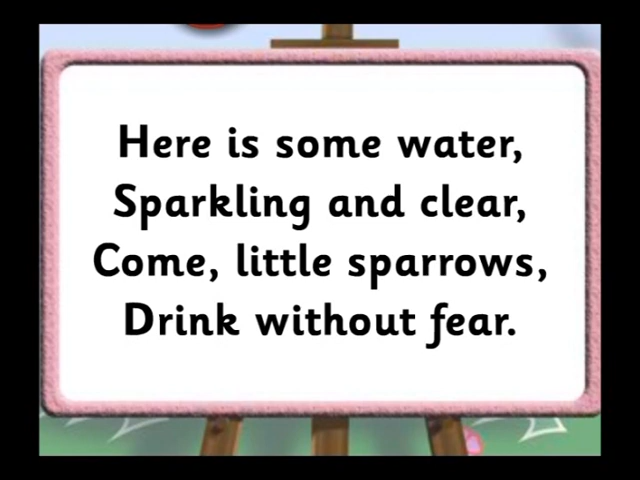 Here is some water,
Sparkling and clear,
Come, little sparrows,
Drink without fear.